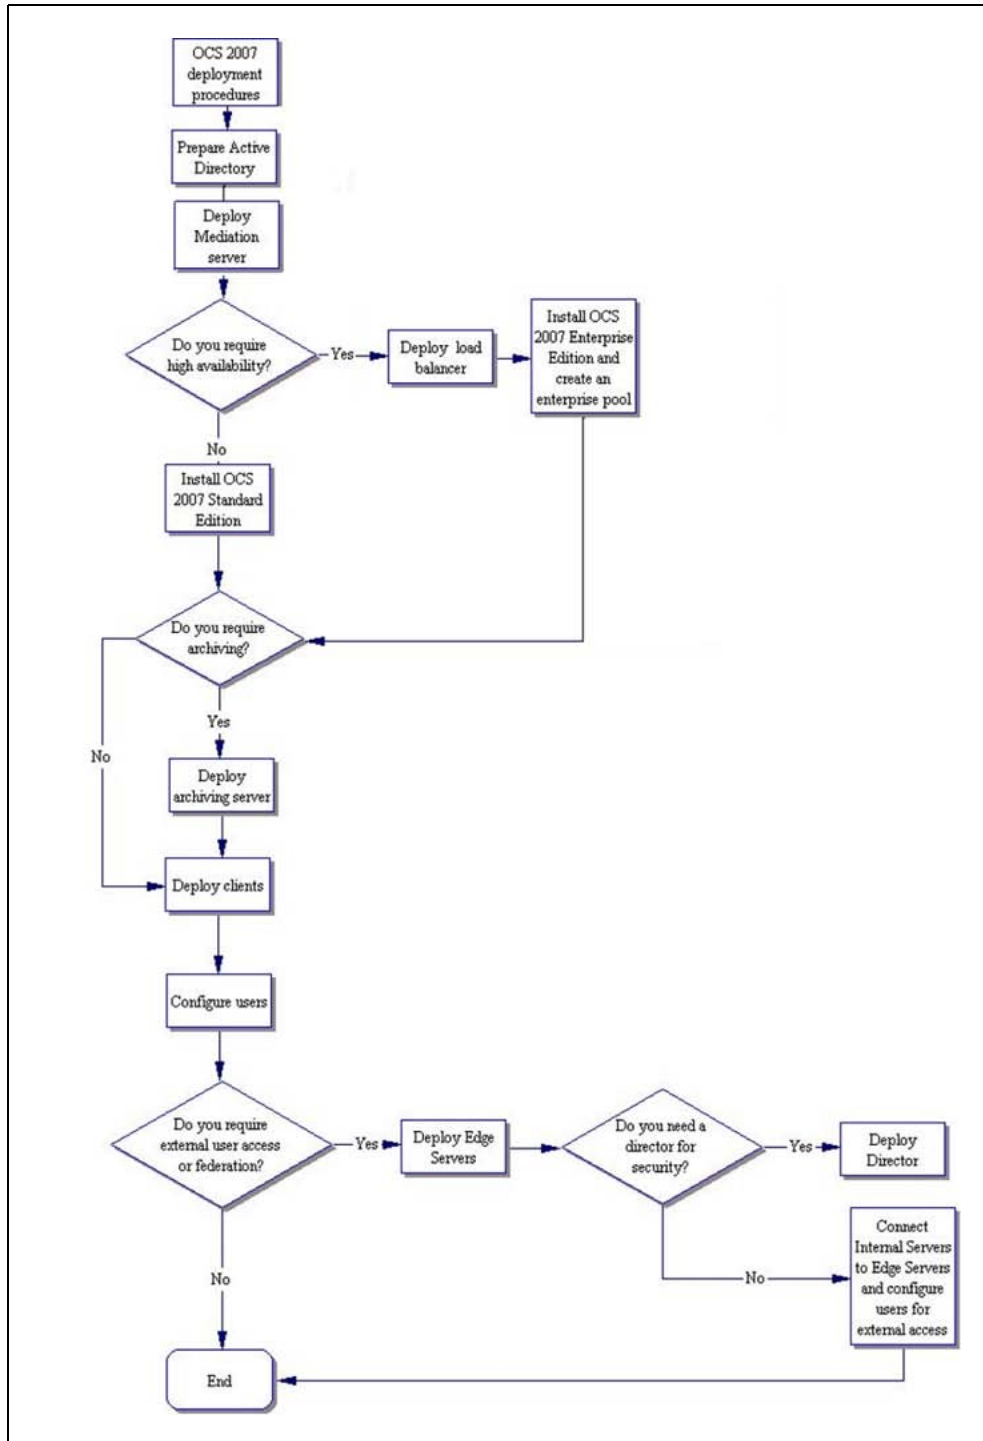 OCS 2007
deployment
procedures
Prepare Active
Directory
Deploy
Mediation
server
Do you require
high availability?
Yes
Deploy load
balancer
Install OCS
2007 Enterprise
Edition and
create an
enterprise pool
No
Install OCS
2007 Standard
Edition
Do you require
archiving?
Yes
No
Deploy
archiving server
Deploy clients
Configure users
Do you require
external user access
or federation?
Yes
Deploy Edge
Servers
Do you need a
director for
security?
Yes
Deploy
Director
No
Connect
Internal Servers
to Edge Servers
and configure
users for
external access
No
End